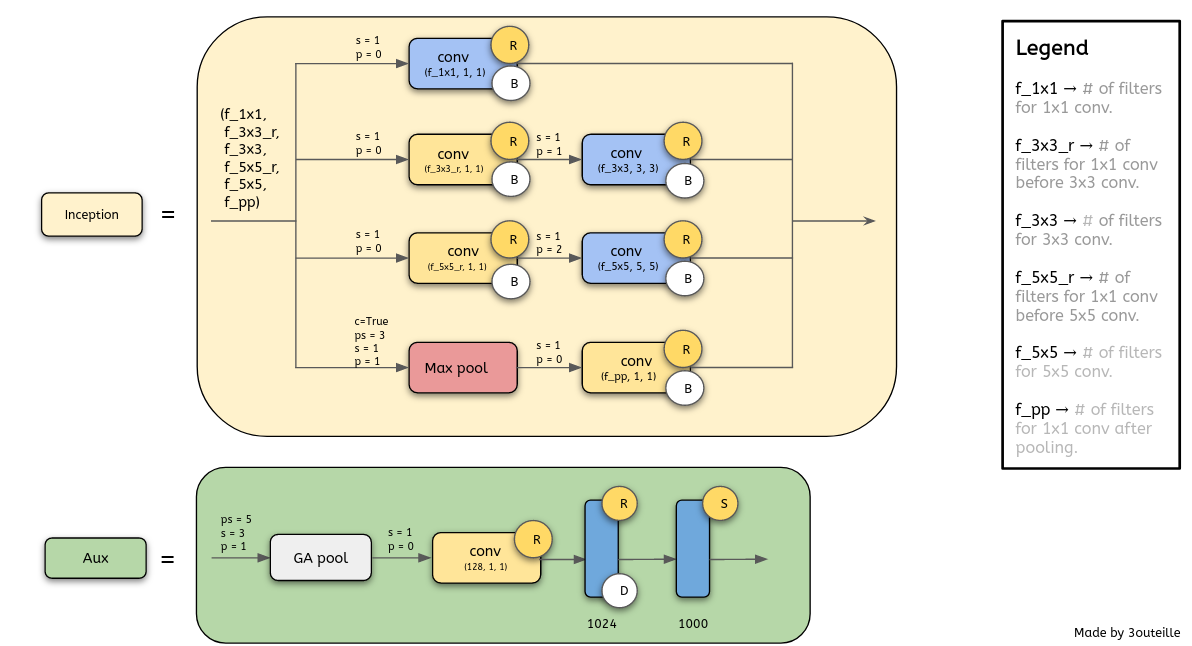 s = 1
p = 0
conv
(f_1x1, 1, 1)
R
B
(f_1x1,
f_3x3_r,
f_3x3,
f_5x5_r,
f_5x5,
f_pp)
s = 1
p = 0
conv
(f_3x3_r, 1, 1)
R
B
s = 1
p = 1
conv
(f_3x3, 3, 3)
R
B
Inception
=
s = 1
p = 0
conv
(f_5x5_r, 1, 1)
R
B
s = 1
p = 2
conv
(f_5x5, 5, 5)
R
B
c=True
ps = 3
s = 1
p = 1
Max pool
s = 1
p = 0
conv
(f_pp, 1, 1)
R
B
Legend
f_1x1 → # of filters
for 1x1 conv.
f_3x3_r → # of
filters for 1x1 conv
before 3x3 conv.
f_3x3 → # of filters
for 3x3 conv.
f_5x5_r → # of
filters for 1x1 conv
before 5x5 conv.
f_5x5 → # of filters
for 5x5 conv.
f_pp → # of filters
for 1x1 conv after
pooling.
Aux
=
ps = 5
s = 3
p = 1
GA pool
s = 1
p = 0
conv
(128, 1, 1)
R
R
D
1024
S
1000
Made by 3outeille